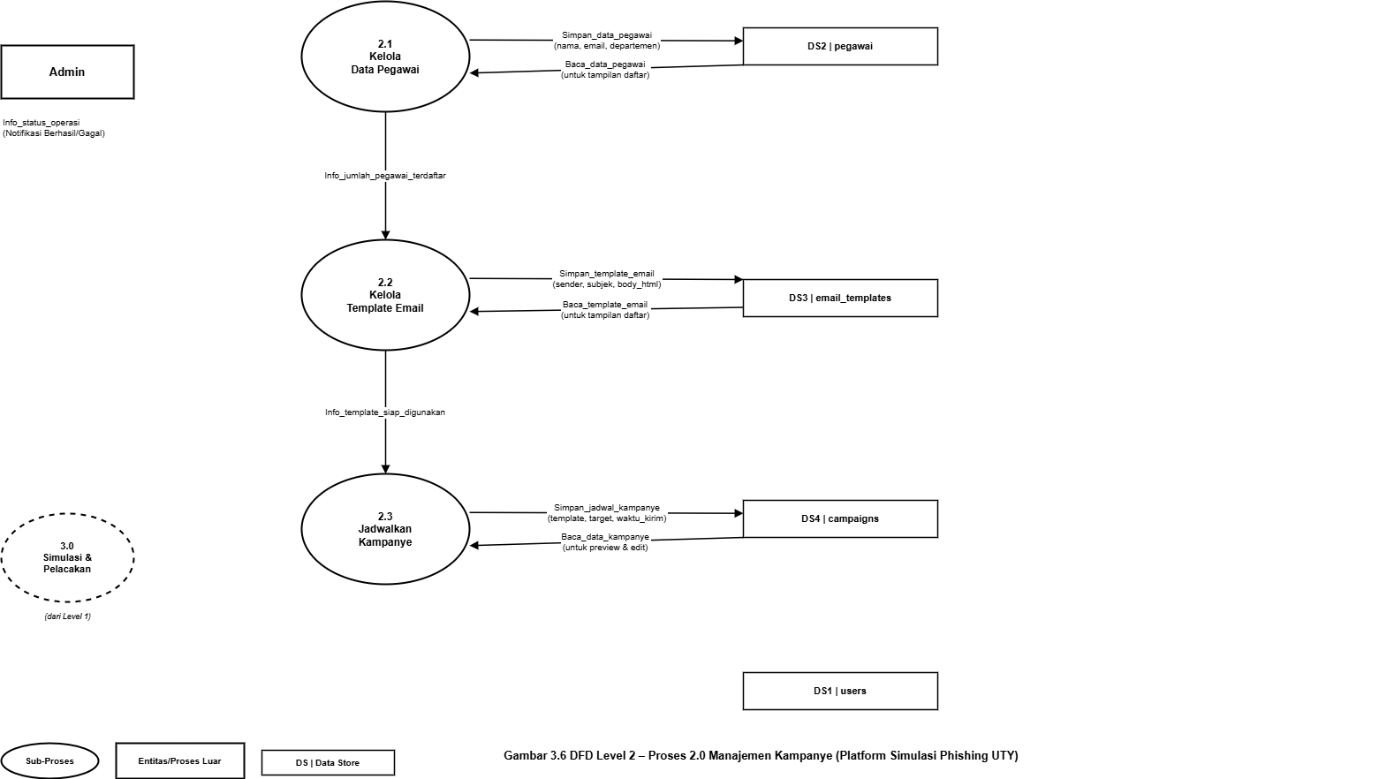 2.1
Kelola
Data Pegawai
Simpan_data_pegawai
(nama, email, departemen)
DS2 | pegawai
Baca_data_pegawai
(untuk tampilan daftar)
Admin
Info_status_operasi
(Notifikasi Berhasil/Gagal)
Info_jumlah_pegawai_terdaftar
2.2
Kelola
Template Email
Simpan_template_email
(sender, subjek, body_html)
DS3 | email_templates
Baca_template_email
(untuk tampilan daftar)
Info_template_siap_digunakan
2.3
Jadwalkan
Kampanye
Simpan_jadwal_kampanye
(template, target, waktu_kirim)
DS4 | campaigns
Baca_data_kampanye
(untuk preview & edit)
3.0
Simulasi &
Pelacakan
(dari Level 1)
DS1 | users
Sub-Proses
Entitas/Proses Luar
DS | Data Store
Gambar 3.6 DFD Level 2 – Proses 2.0 Manajemen Kampanye (Platform Simulasi Phishing UTY)